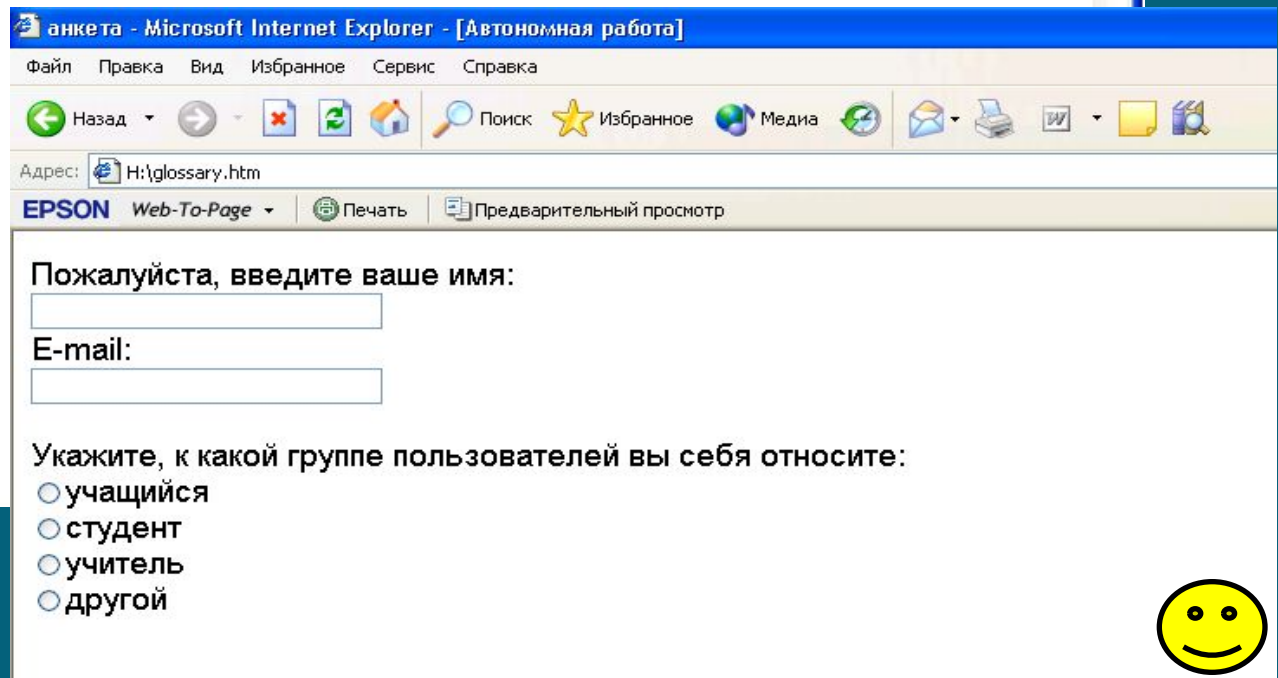 анкета - Microsoft Internet Explorer - [Автономная работа]
Файл Правка Вид Избранное Сервис Справка
Назад Поиск Избранное Медиа W
Адрес: H:\glossary.htm
EPSON Web-To-Page Печать Предварительный просмотр
Пожалуйста, введите ваше имя:
E-mail:
Укажите, к какой группе пользователей вы себя относите:
учащийся
студент
учитель
другой